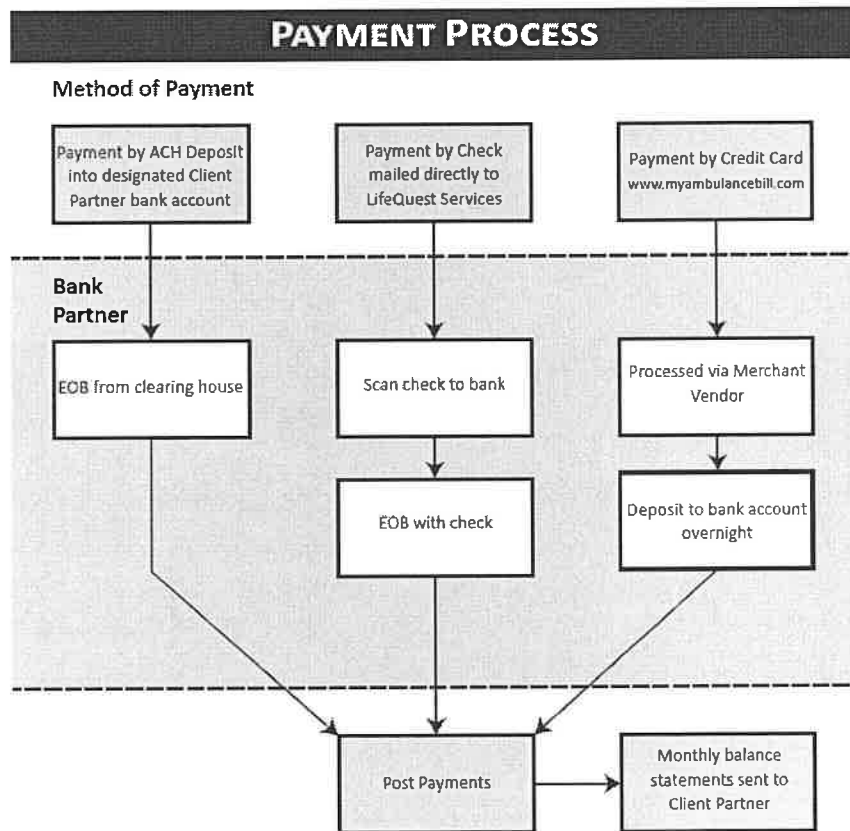 PAYMENT PROCESS
Method of Payment
Payment by ACH Deposit
into designated Client
Partner bank account
Payment by Check
mailed directly to
LifeQuest Services
Payment by Credit Card
www.myambulancebill.com
Bank
Partner
EOB from clearing house
Scan check to bank
Processed via Merchant
Vendor
EOB with check
Deposit to bank account
overnight
Post Payments
Monthly balance
statements sent to
Client Partner